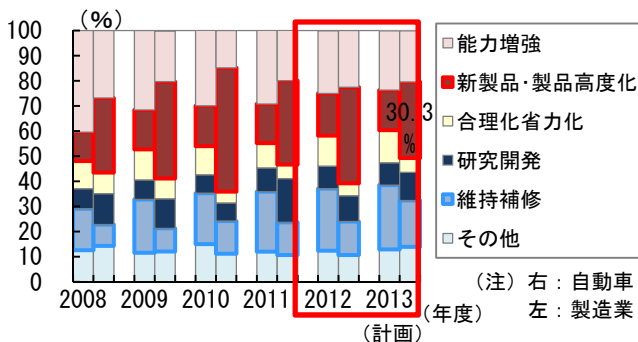 (%)
100
90
80
70
60
50
40
30
20
10
0
30.3
%
2008
2009
2010
2011
2012
2013
(年度)
(計画)
能力増強
新製品・製品高度化
合理化省力化
研究開発
維持補修
その他
(注) 右:自動車
左:製造業